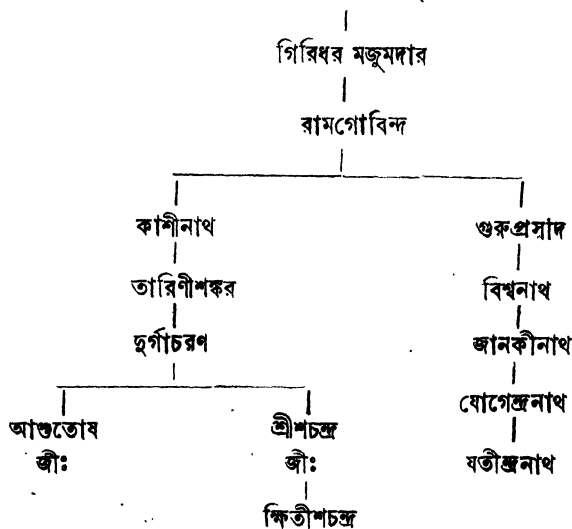 গিরিধর মজুমদার
রামগোবিন্দ
কাশীনাথ গুরুপ্রসাদ
তারিণীশঙ্কর বিশ্বনাথ
দুর্গাচরণ জানকীনাথ
যোগেন্দ্রনাথ
আশুতোষ শ্রীশচন্দ্র
জীঃ জীঃ যতীন্দ্রনাথ
ক্ষিতীশচন্দ্র